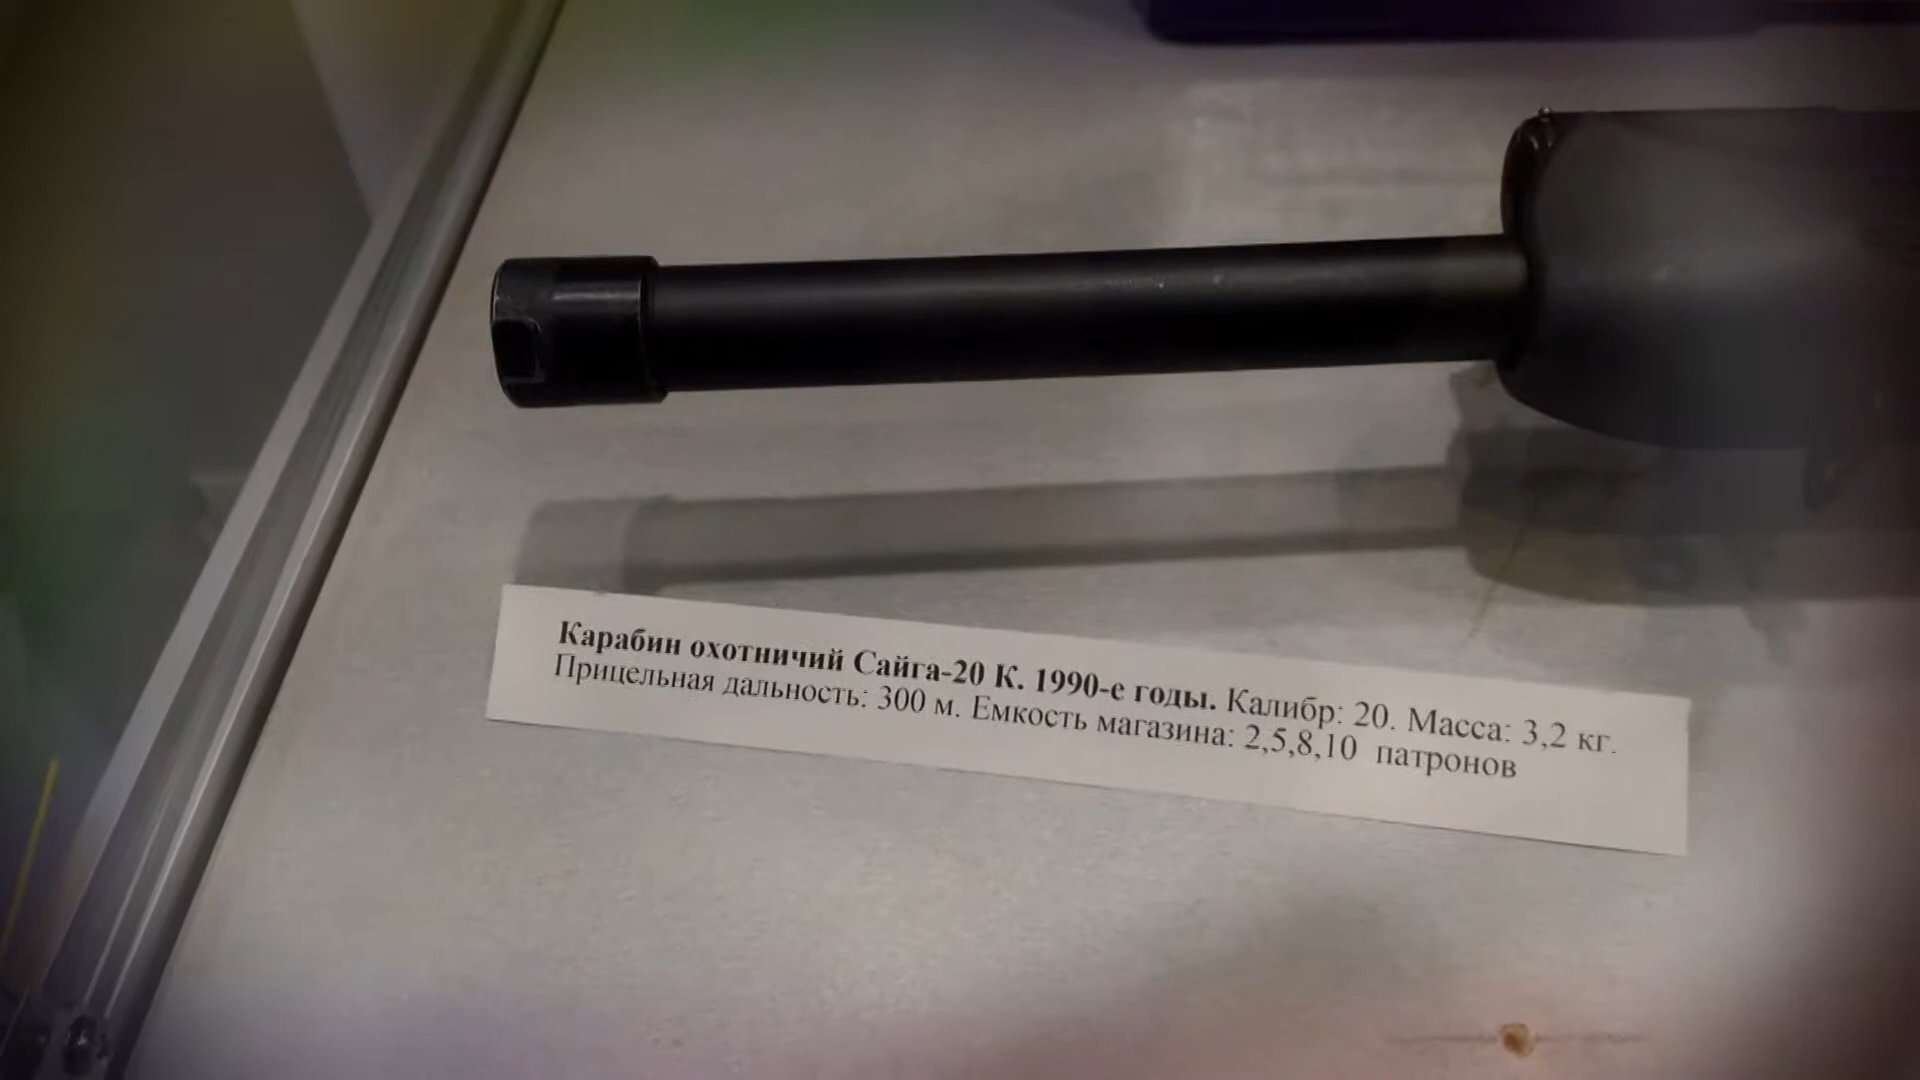 Карабин охотничий Сайга-20 К. 1990-е годы. Калибр: 20. Масса: 3,2 кг.
Прицельная дальность: 300 м. Емкость магазина: 2,5,8,10 патронов